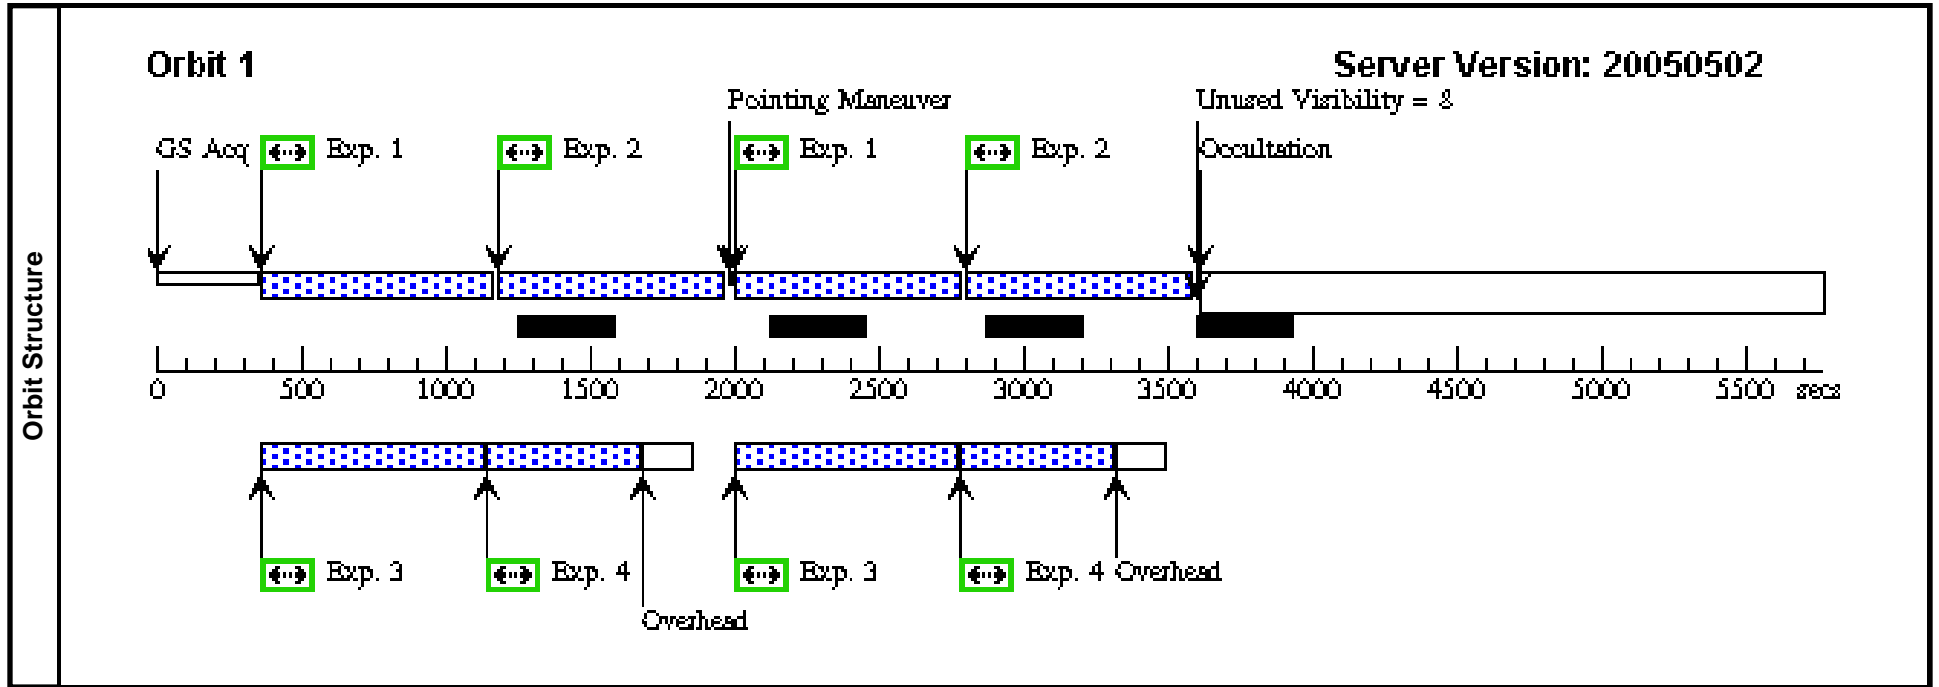 Orbit Structure
Orbit 1
Server Version: 20050502
Pointing Maneuver
Unused Visibility = 8
GS Acq
Exp. 1
Exp. 2
Exp. 1
Exp. 2
Occultation
0
500
1000
1500
2000
2500
3000
3500
4000
4500
5000
5500
secs
Exp. 3
Exp. 4
Exp. 3
Exp. 4
Overhead
Overhead